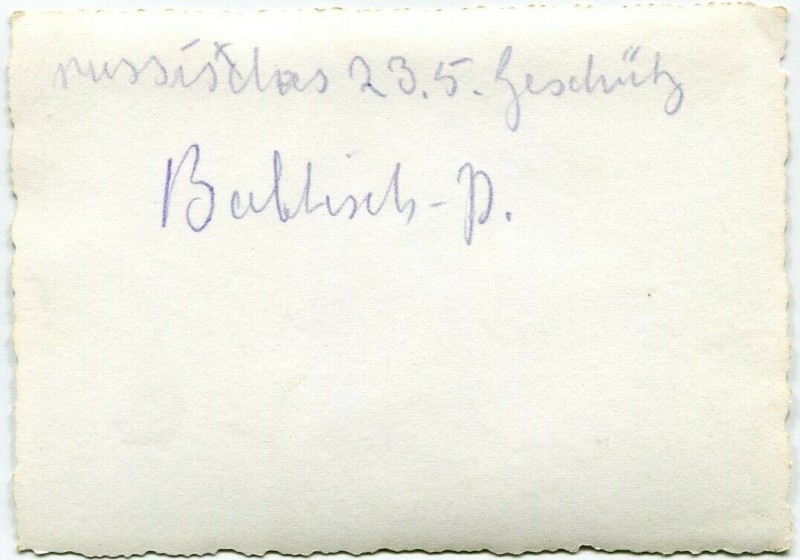 russisches 23.5. Geschütz
Baltisch-P.